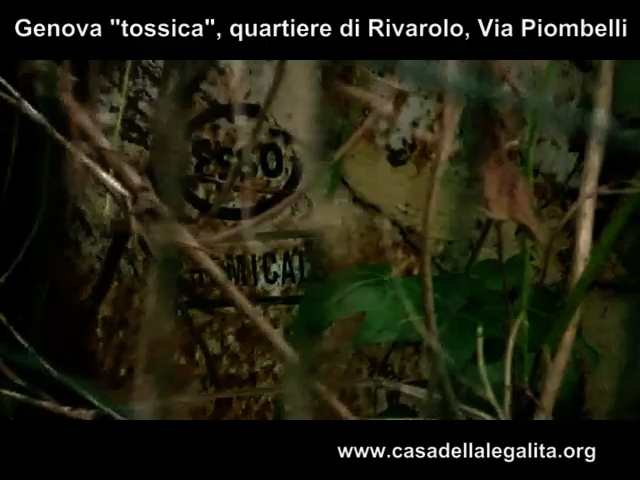 Genova "tossica", quartiere di Rivarolo, Via Piombelli
www.casadellalegalita.org